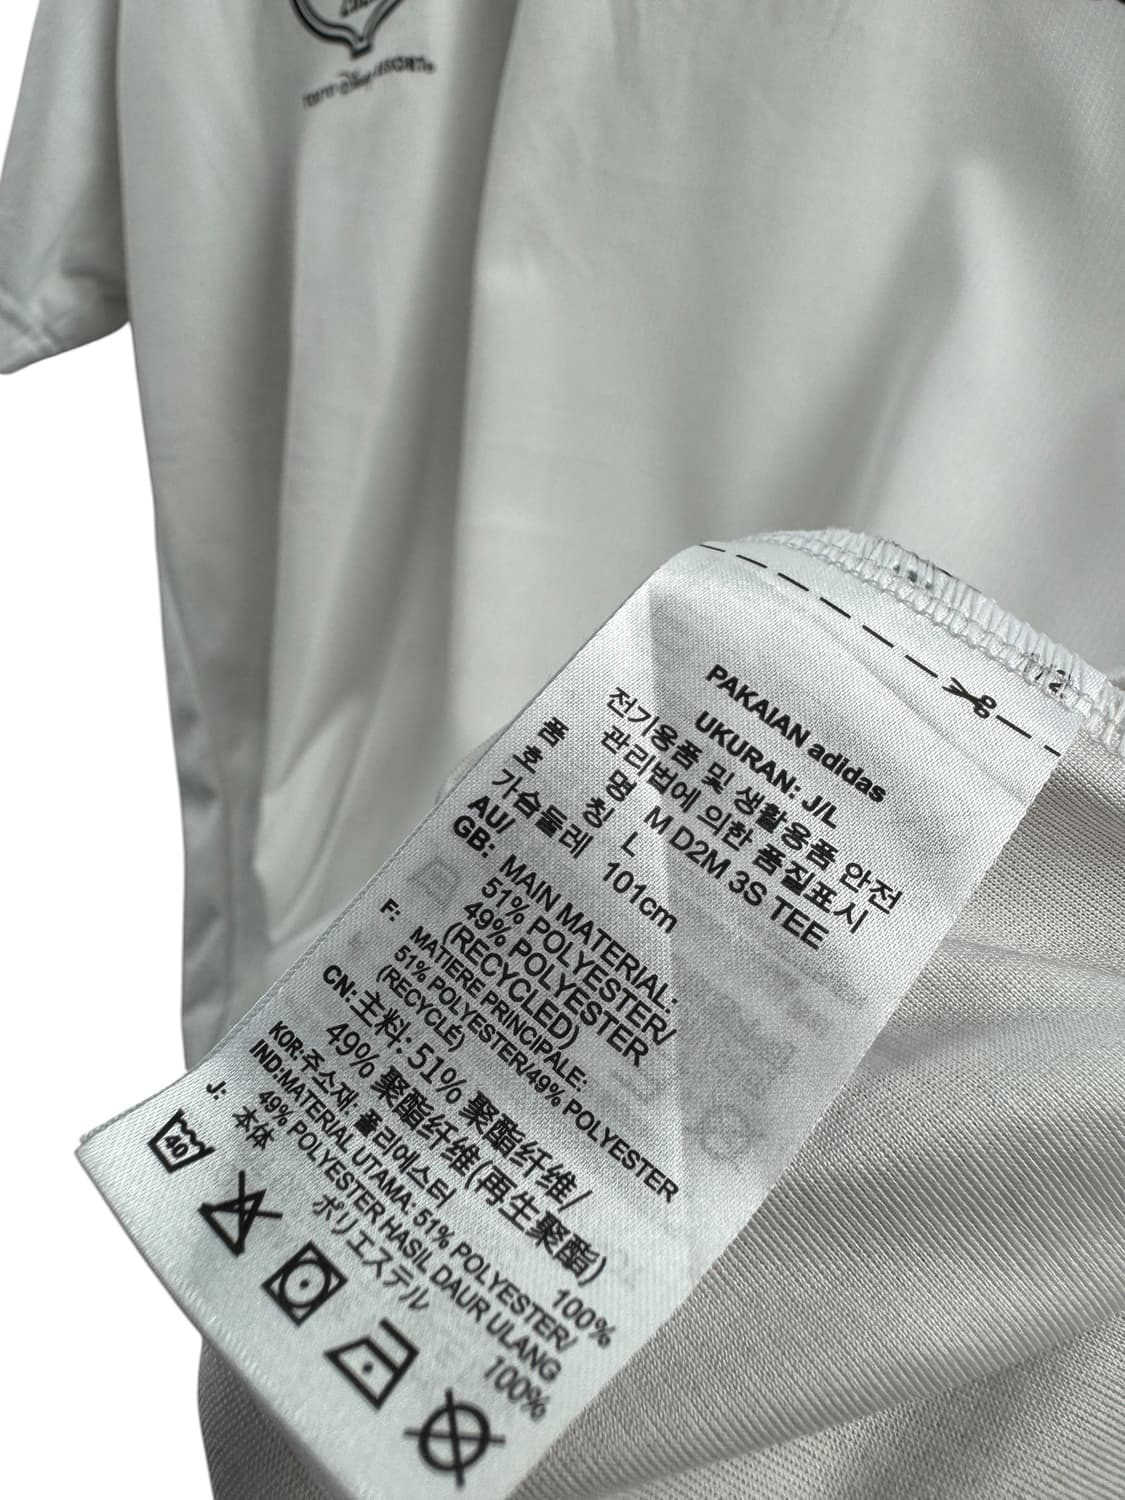 TOKYO DISNEY RESORT®
PAKAIAN adidas
UKURAN: J/L
전기용품 및 생활용품 안전
관리법에 의한 품질표시
품 명 M D2M 3S TEE
호 칭 L
가슴둘레 101cm
AU/
GB: MAIN MATERIAL:
51% POLYESTER/
49% POLYESTER
(RECYCLED)
F: MATIERE PRINCIPALE:
51% POLYESTER/49% POLYESTER
(RECYCLÉ)
CN:主料: 51% 聚酯纤维/
49% 聚酯纤维(再生聚酯)
KOR:주소재: 폴리에스터 100%
IND:MATERIAL UTAMA: 51% POLYESTER/
49% POLYESTER HASIL DAUR ULANG
J: 本体 ポリエステル 100%
40